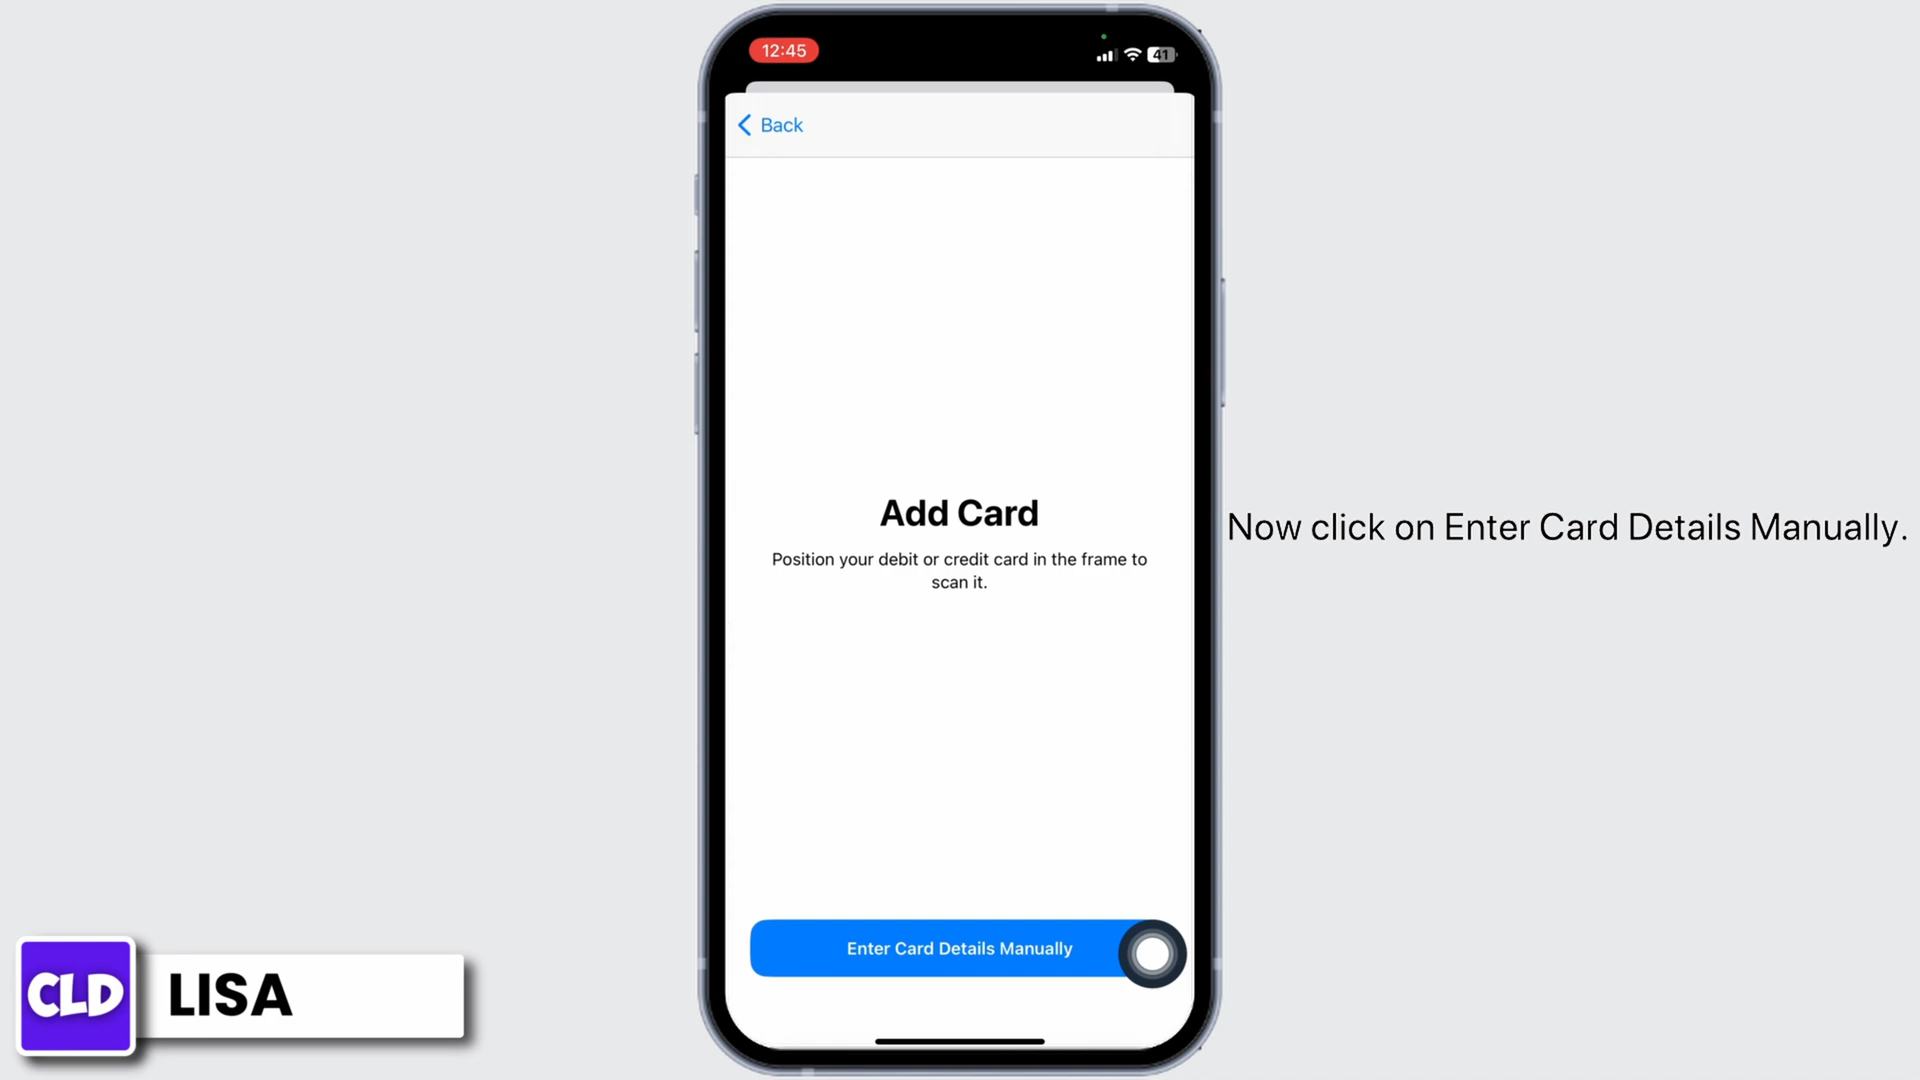 12:45
41
Back
Add Card
Position your debit or credit card in the frame to
scan it.
Now click on Enter Card Details Manually.
Enter Card Details Manually
CLD
LISA